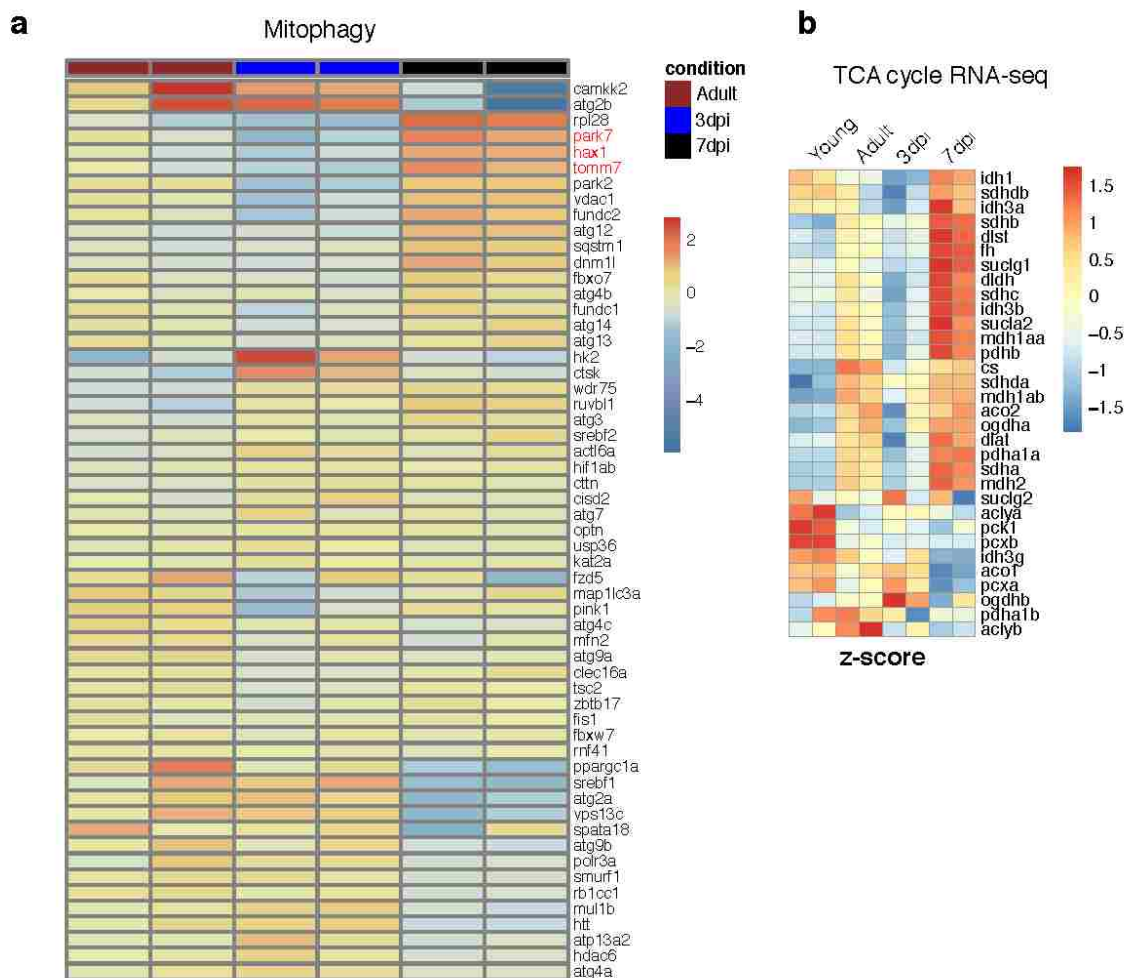 a
Mitophagy
camkk2
atg2b
rpl28
park7
hax1
tomm7
park2
vdac1
fundc2
atg12
sqstm1
dnm1l
fbxo7
atg4b
fundc1
atg14
atg13
hk2
ctsk
wdr75
ruvbl1
atg3
srebf2
actl6a
hif1ab
cttn
cisd2
atg7
optn
usp36
kat2a
fzd5
map1lc3a
pink1
atg4c
mfn2
atg9a
clec16a
tsc2
zbtb17
fis1
fbxw7
rnf41
ppargc1a
srebf1
atg2a
vps13c
spata18
atg9b
polr3a
smurf1
rb1cc1
mul1b
htt
atp13a2
hdac6
atg4a
condition
Adult
3dpi
7dpi
2
0
−2
−4
b
TCA cycle RNA-seq
Young Adult 3dpi 7dpi
idh1
sdhdb
idh3a
sdhb
dlst
fh
suclg1
dldh
sdhc
idh3b
sucla2
mdh1aa
pdhb
cs
sdhda
mdh1ab
aco2
ogdha
dlat
pdha1a
sdha
mdh2
suclg2
aclya
pck1
pcxb
idh3g
aco1
pcxa
ogdhb
pdha1b
aclyb
1.5
1
0.5
0
−0.5
−1
−1.5
z-score